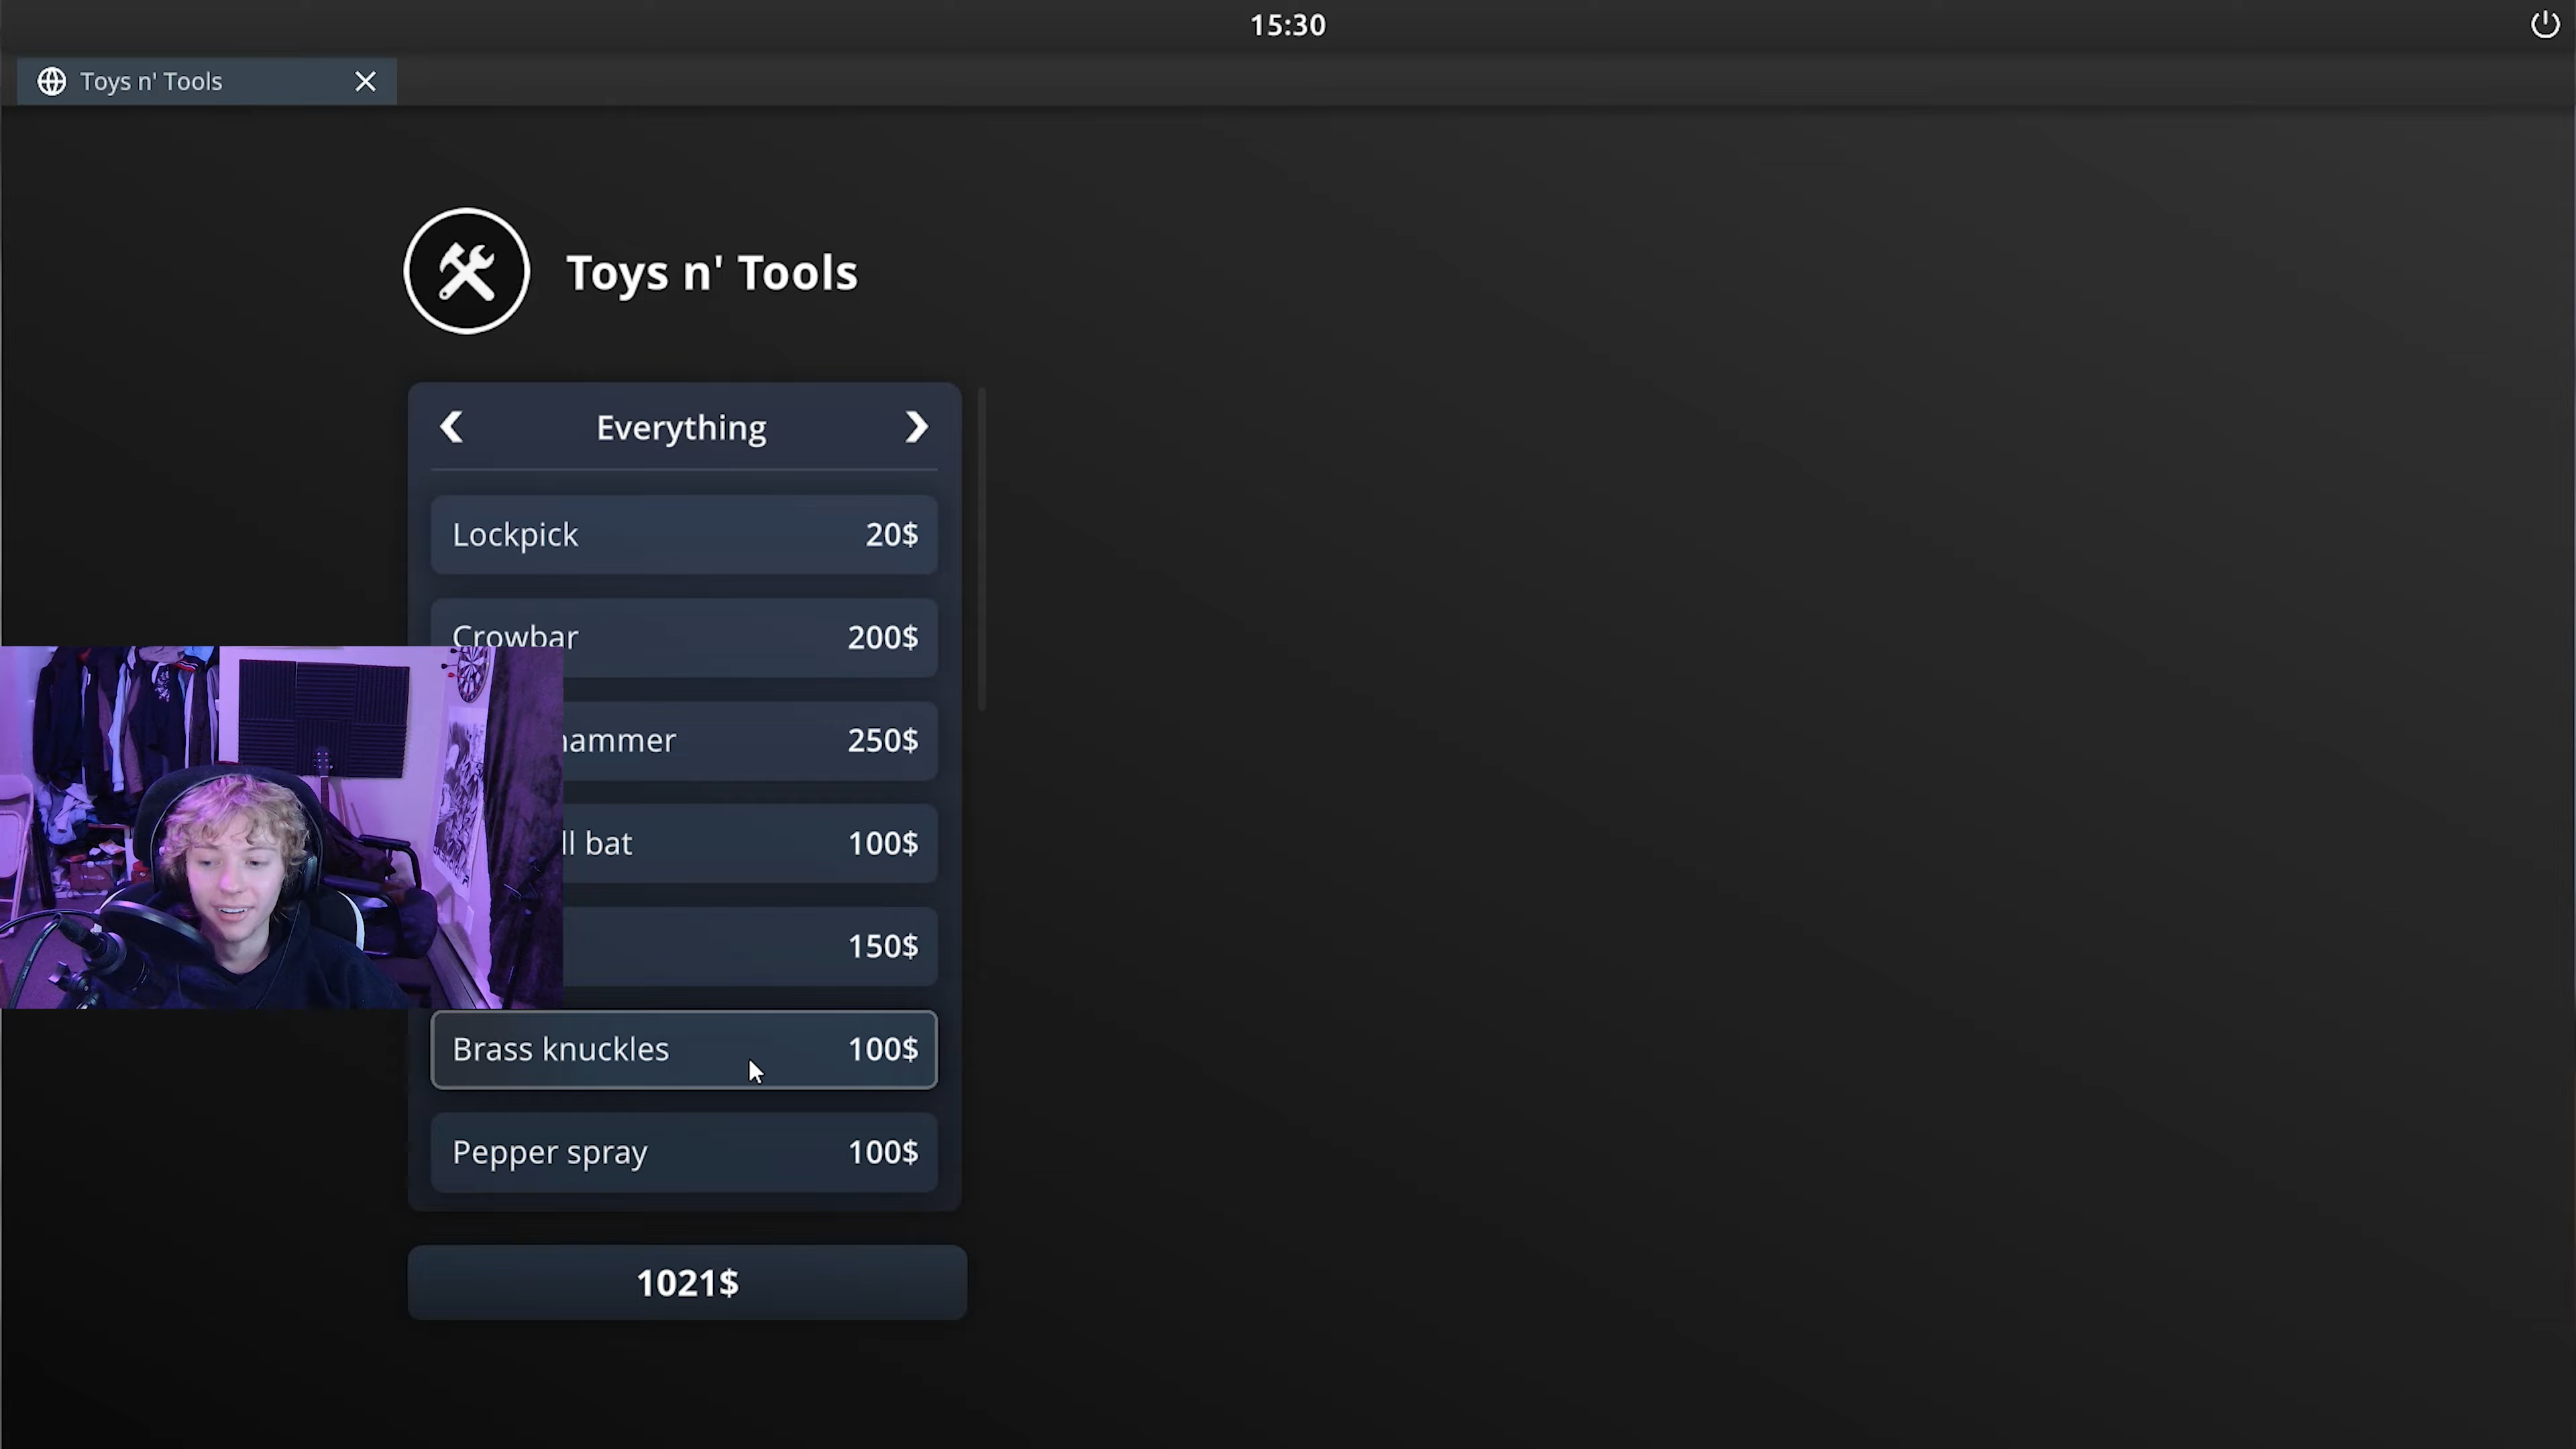 15:30
Toys n' Tools
Toys n' Tools
Everything
Lockpick 20$
Crowbar 200$
hammer 250$
ll bat 100$
150$
Brass knuckles 100$
Pepper spray 100$
1021$